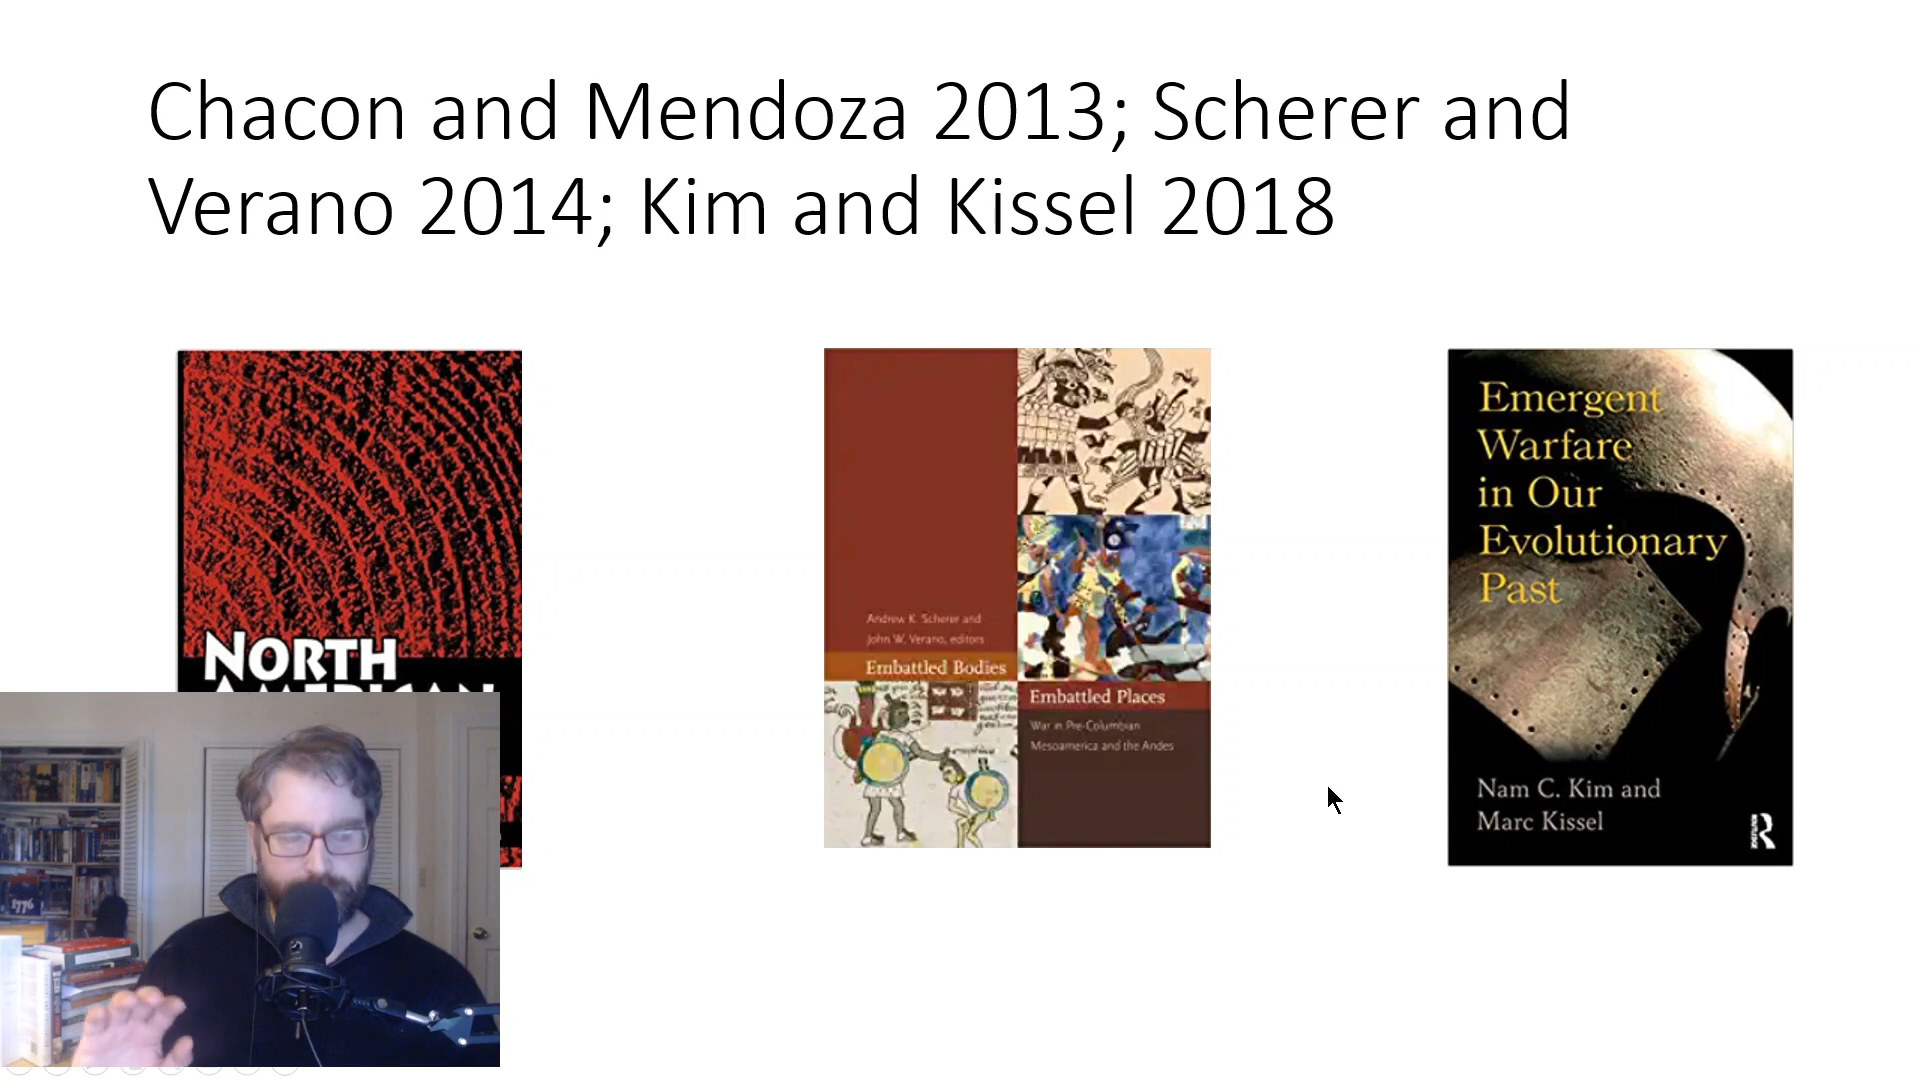 Chacon and Mendoza 2013; Scherer and
Verano 2014; Kim and Kissel 2018
NORTH
AMERICAN
Andrew K. Scherer and
John W. Verano, editors
Embattled Bodies
Embattled Places
War in Pre-Columbian
Mesoamerica and the Andes
Emergent
Warfare
in Our
Evolutionary
Past
Nam C. Kim and
Marc Kissel
1776